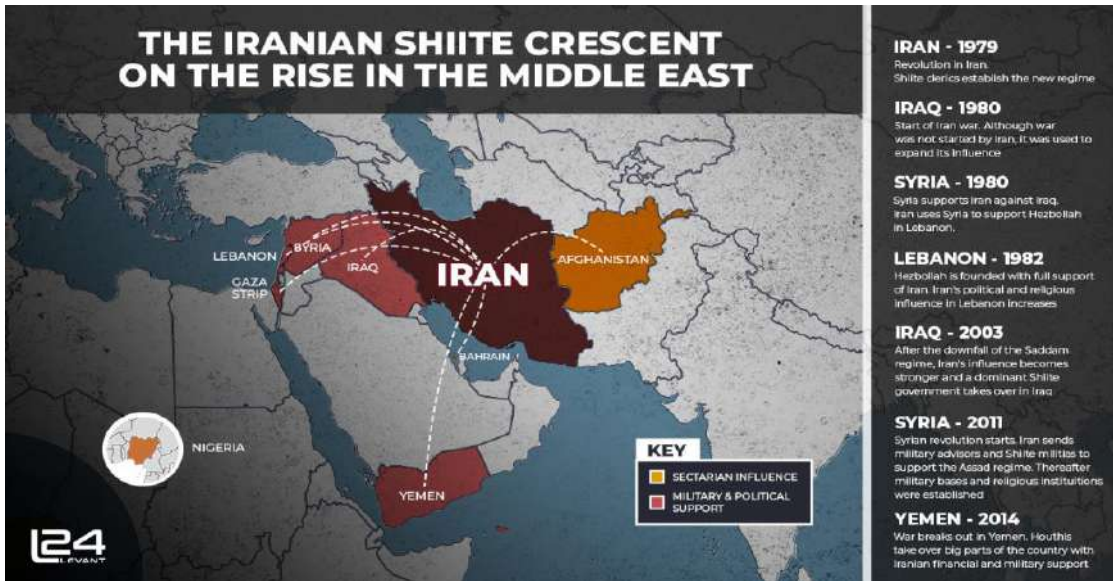 THE IRANIAN SHIITE CRESCENT
ON THE RISE IN THE MIDDLE EAST
LEBANON
SYRIA
GAZA
STRIP
IRAQ
IRAN
AFGHANISTAN
BAHRAIN
NIGERIA
YEMEN
KEY
SECTARIAN INFLUENCE
MILITARY & POLITICAL
SUPPORT
L24
LEVANT
IRAN - 1979
Revolution in Iran.
Shiite clerics establish the new regime
IRAQ - 1980
Start of Iran war. Although war
was not started by Iran, it was used to
expand its influence
SYRIA - 1980
Syria supports Iran against Iraq.
Iran uses Syria to support Hezbollah
in Lebanon.
LEBANON - 1982
Hezbollah is founded with full support
of Iran. Iran's political and religious
influence in Lebanon increases
IRAQ - 2003
After the downfall of the Saddam
regime, Iran's influence becomes
stronger and a dominant Shiite
government takes over in Iraq
SYRIA - 2011
Syrian revolution starts. Iran sends
military advisors and Shiite militias to
support the Assad regime. Thereafter
military bases and religious instituitions
were established
YEMEN - 2014
War breaks out in Yemen. Houthis
take over big parts of the country with
Iranian financial and military support